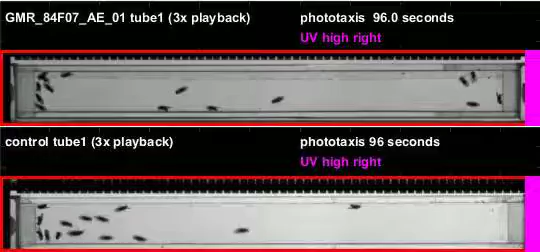 GMR_84F07_AE_01 tube1 (3x playback) phototaxis 96.0 seconds
UV high right
control tube1 (3x playback) phototaxis 96 seconds
UV high right